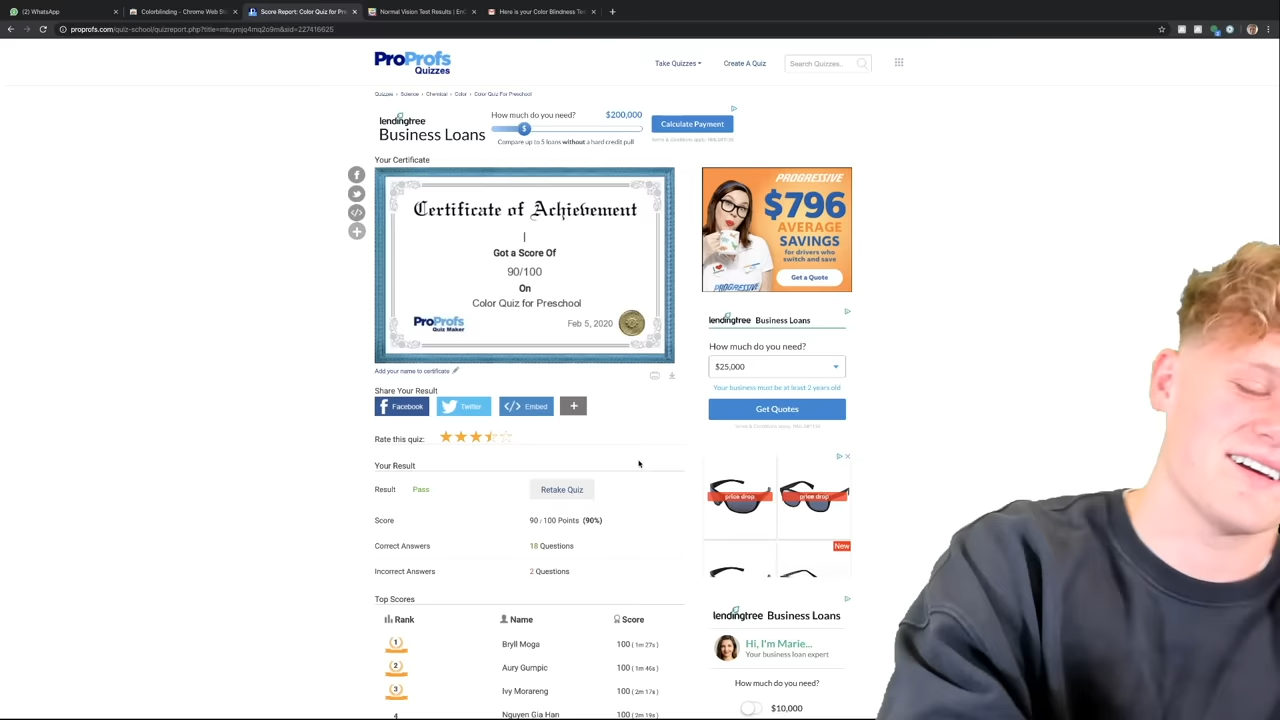 WhatsApp
Colorblinding - Chrome Web St
Score Report: Color Quiz for Pre
Normal Vision Test Results | En
Here is your Color Blindness Te
proprofs.com/quiz-school/quizreport.php?title=mtuymjq4mq2o9m&sid=227416625
ProProfs
Quizzes
Take Quizzes
Create A Quiz
Search Quizzes..
Quizzes › Science › Chemical › Color › Color Quiz For Preschool
lendingtree
Business Loans
How much do you need?
$200,000
Compare up to 5 loans without a hard credit pull
Calculate Payment
Your Certificate
Certificate of Achievement
Got a Score Of
90/100
On
Color Quiz for Preschool
ProProfs
Quiz Maker
Feb 5, 2020
Add your name to certificate
Share Your Result
Facebook
Twitter
Embed
Rate this quiz:
Your Result
Result Pass
Retake Quiz
Score 90 / 100 Points (90%)
Correct Answers 18 Questions
Incorrect Answers 2 Questions
Top Scores
Rank Name Score
1 Bryll Moga 100 ( 1m 27s )
2 Aury Gumpic 100 ( 1m 46s )
3 Ivy Morareng 100 ( 2m 17s )
4 Nguyen Gia Han 100 ( 2m 19s )
PROGRESSIVE
$796
AVERAGE
SAVINGS
for drivers who
switch and save
Get a Quote
PROGRESSIVE
lendingtree Business Loans
How much do you need?
$25,000
Your business must be at least 2 years old
Get Quotes
price drop
price drop
New
lendingtree Business Loans
Hi, I'm Marie...
Your business loan expert
How much do you need?
$10,000